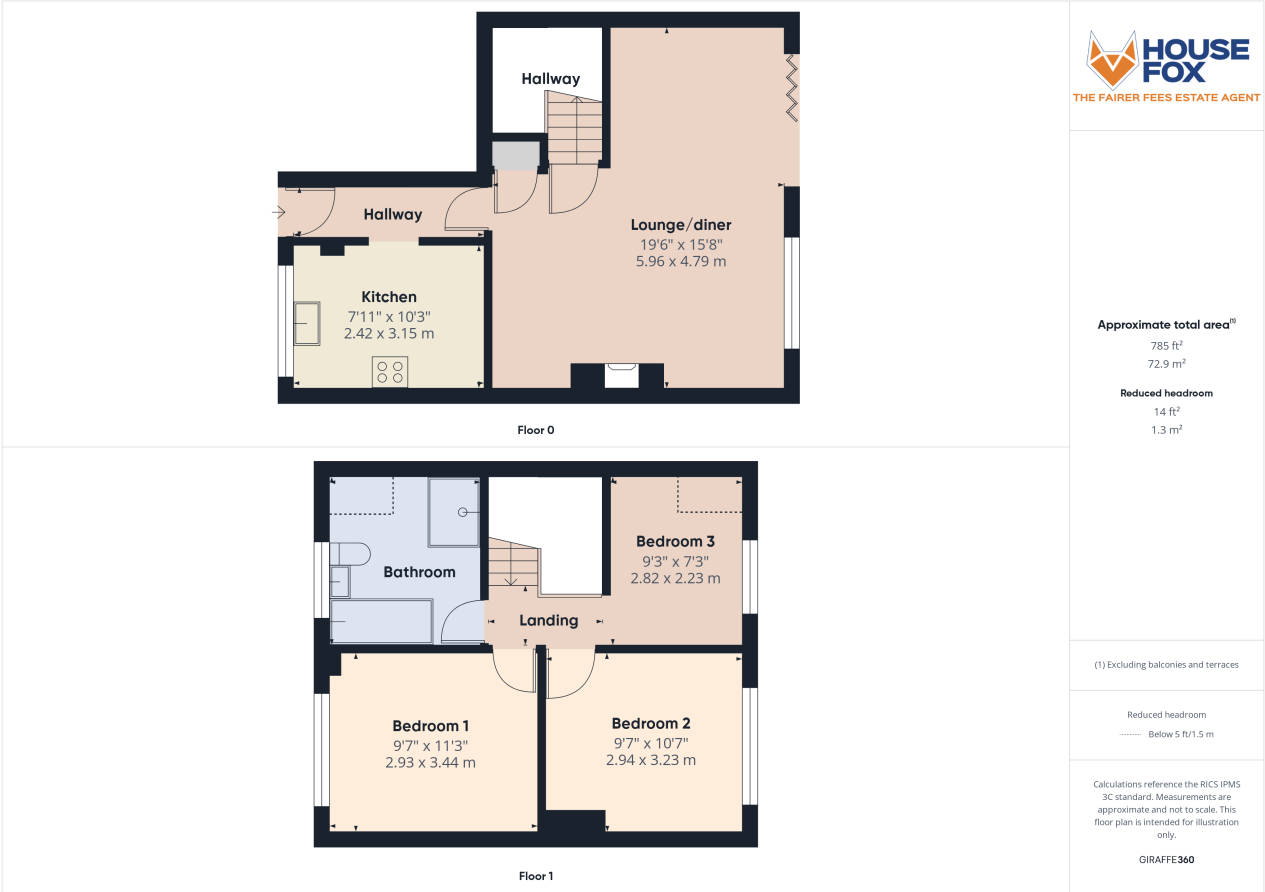 Hallway
Hallway
Lounge/diner
19'6" x 15'8"
5.96 x 4.79 m
Kitchen
7'11" x 10'3"
2.42 x 3.15 m
Floor 0
Bathroom
Landing
Bedroom 3
9'3" x 7'3"
2.82 x 2.23 m
Bedroom 1
9'7" x 11'3"
2.93 x 3.44 m
Bedroom 2
9'7" x 10'7"
2.94 x 3.23 m
Floor 1
HOUSE
FOX
THE FAIRER FEES ESTATE AGENT
Approximate total area(1)
785 ft²
72.9 m²
Reduced headroom
14 ft²
1.3 m²
(1) Excluding balconies and terraces
Reduced headroom
Below 5 ft/1.5 m
Calculations reference the RICS IPMS
3C standard. Measurements are
approximate and not to scale. This
floor plan is intended for illustration
only.
GIRAFFE360